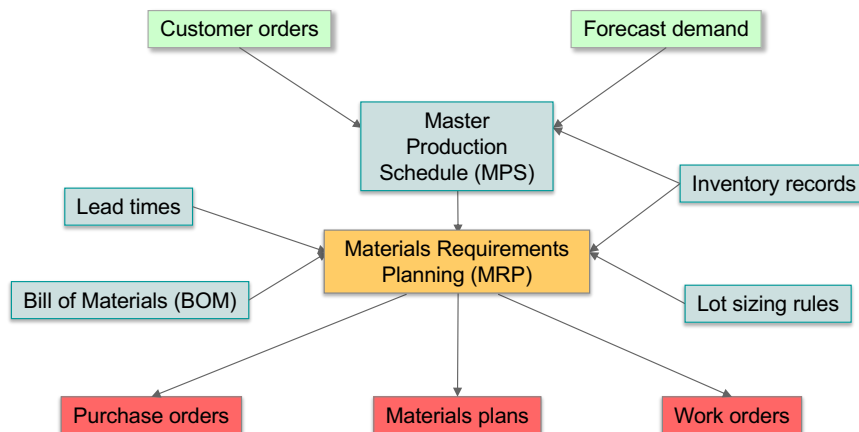 Customer orders
Forecast demand
Master
Production
Schedule (MPS)
Inventory records
Lead times
Materials Requirements
Planning (MRP)
Bill of Materials (BOM)
Lot sizing rules
Purchase orders
Materials plans
Work orders